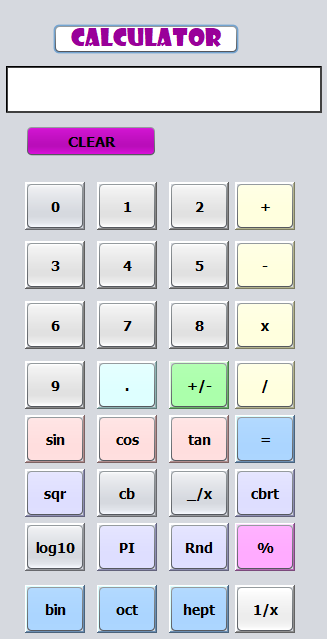 CALCULATOR
CLEAR
0 1 2 +
3 4 5 -
6 7 8 x
9 . +/- /
sin cos tan =
sqr cb _/x cbrt
log10 PI Rnd %
bin oct hept 1/x